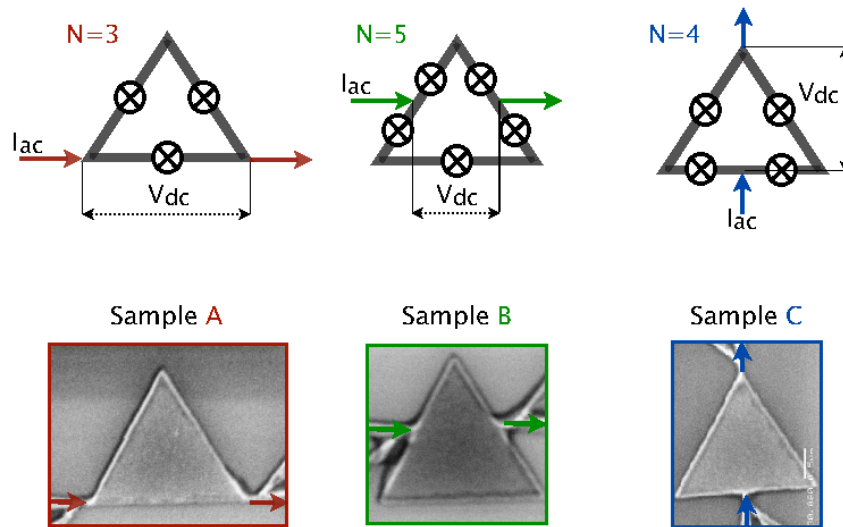 N=3
N=5
N=4
Iac
Iac
Vdc
Vdc
Vdc
Iac
Sample A
Sample B
Sample C